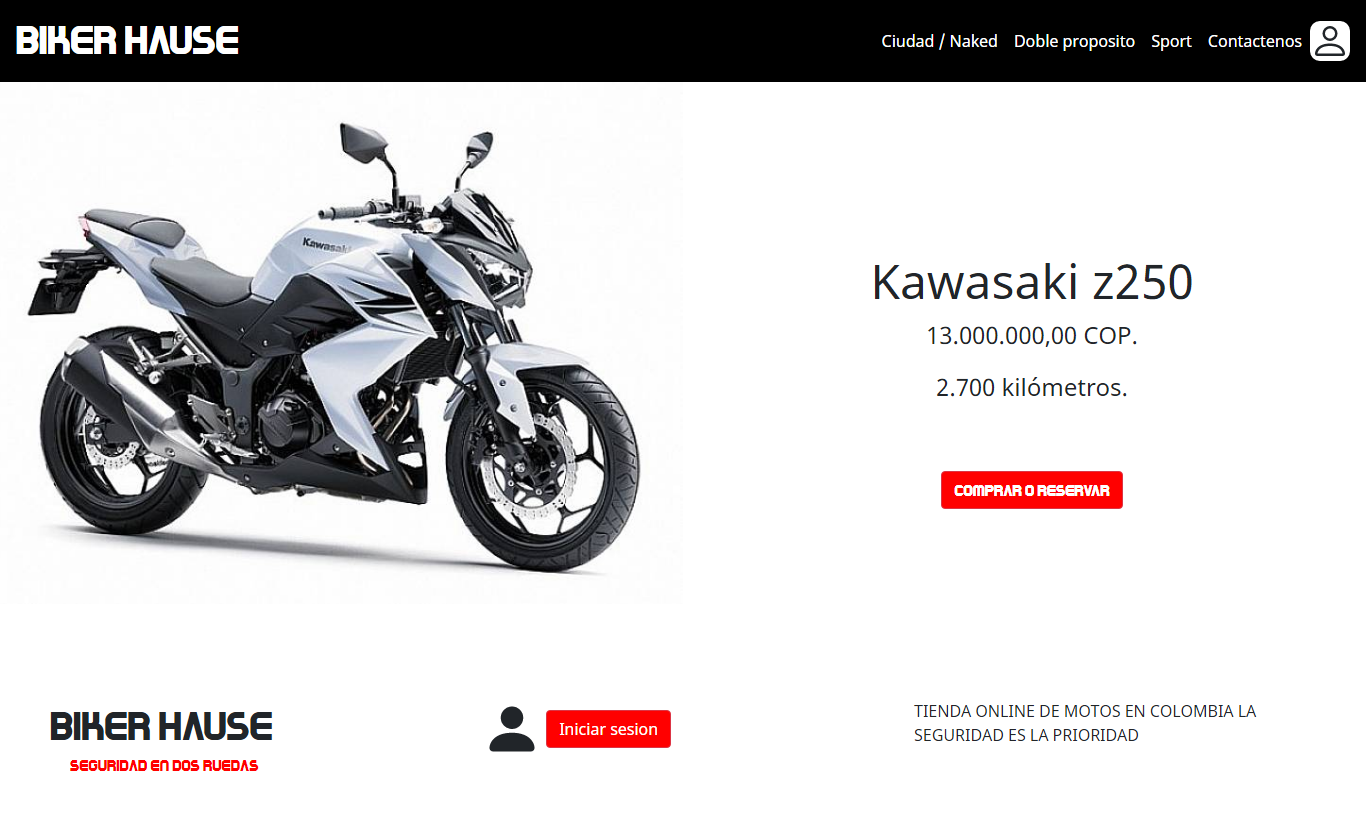 BIKER HAUSE
Ciudad / Naked
Doble proposito
Sport
Contactenos
Kawasaki
Kawasaki z250
13.000.000,00 COP.
2.700 kilómetros.
COMPRAR O RESERVAR
BIKER HAUSE
SEGURIDAD EN DOS RUEDAS
Iniciar sesion
TIENDA ONLINE DE MOTOS EN COLOMBIA LA
SEGURIDAD ES LA PRIORIDAD